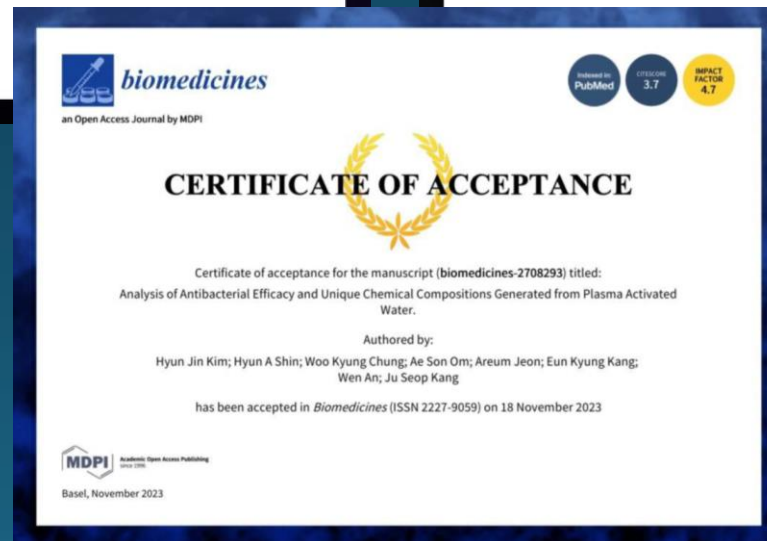 biomedicines
Indexed in:
PubMed
CITESCORE
3.7
IMPACT
FACTOR
4.7
an Open Access Journal by MDPI
CERTIFICATE OF ACCEPTANCE
Certificate of acceptance for the manuscript (biomedicines-2708293) titled:
Analysis of Antibacterial Efficacy and Unique Chemical Compositions Generated from Plasma Activated
Water.
Authored by:
Hyun Jin Kim; Hyun A Shin; Woo Kyung Chung; Ae Son Om; Areum Jeon; Eun Kyung Kang;
Wen An; Ju Seop Kang
has been accepted in Biomedicines (ISSN 2227-9059) on 18 November 2023
MDPI
Academic Open Access Publishing
since 1996
Basel, November 2023